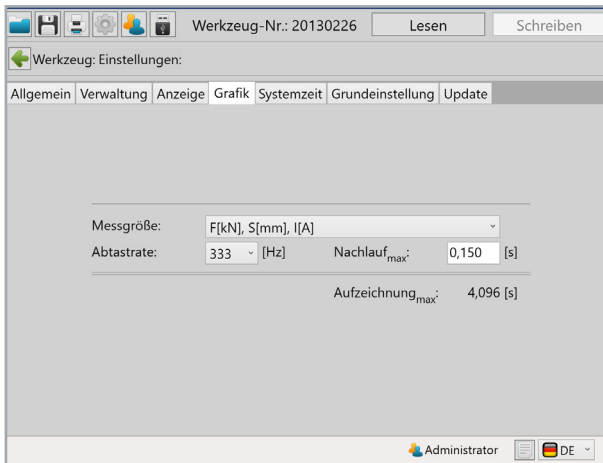 Werkzeug-Nr.: 20130226 Lesen Schreiben
Werkzeug: Einstellungen:
Allgemein Verwaltung Anzeige Grafik Systemzeit Grundeinstellung Update
Messgröße: F[kN], S[mm], I[A]
Abtastrate: 333 [Hz] Nachlaufmax: 0,150 [s]
Aufzeichnungmax: 4,096 [s]
Administrator DE